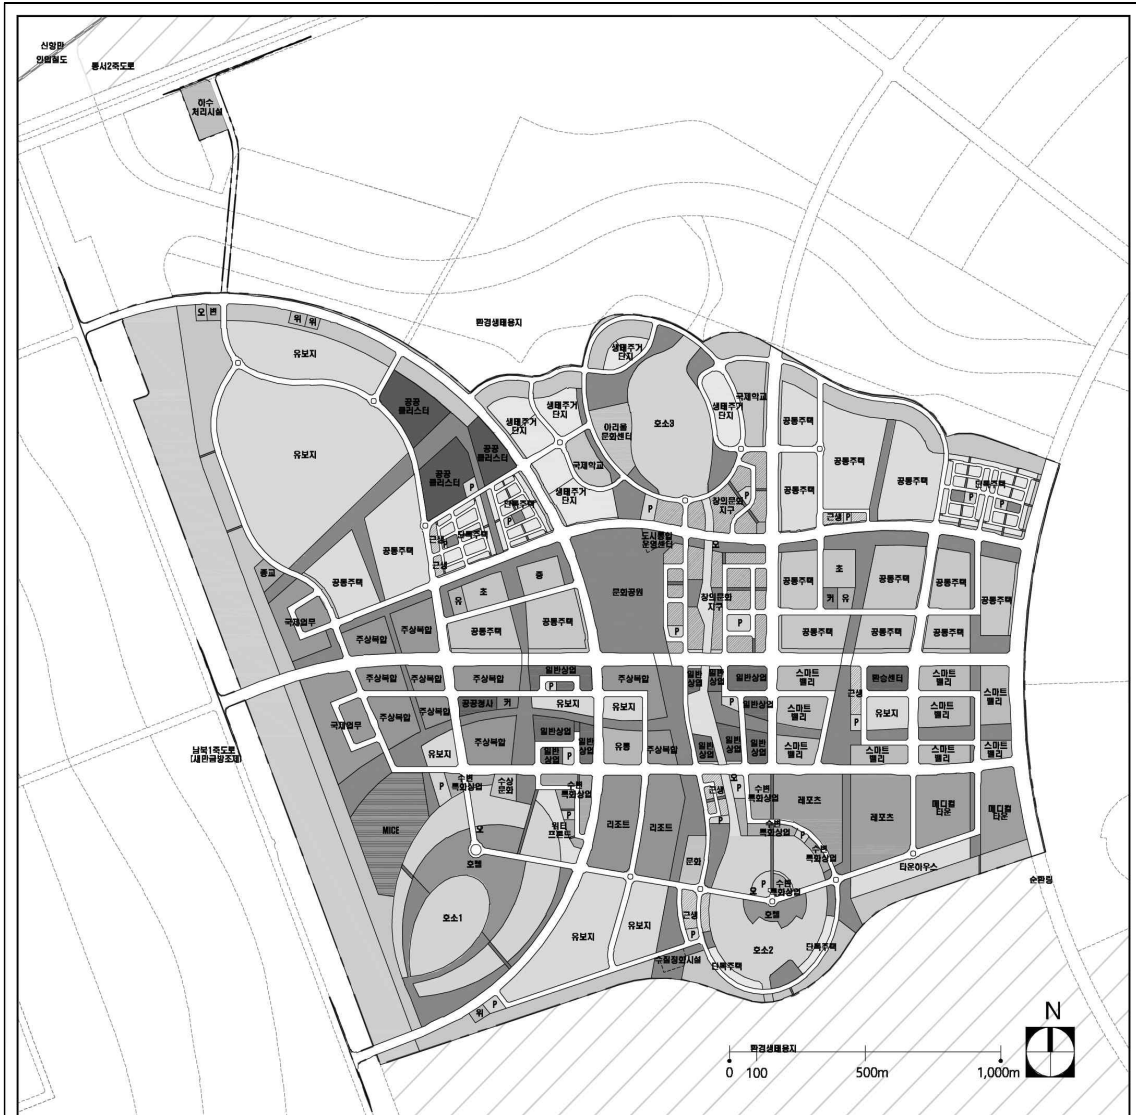 신항만
인입철도
동서2축도로
하수
처리시설
오
변
위
위
환경생태용지
유보지
생태주거
단지
공공
클러스터
생태주거
단지
생태주거
단지
아리울
문화센터
호소3
생태주거
단지
국제학교
공동주택
유보지
공공
클러스터
공공
클러스터
국제학교
공동주택
공동주택
공동주택
단독주택
P
P
생태주거
단지
창의문화
지구
P
단독주택
P
근생
P
근생
단독주택
도시통합
운영센터
오
공동주택
근생
종교
공동주택
유
초
중
문화공원
창의문화
지구
공동주택
초
커
유
공동주택
공동주택
공동주택
국제업무
주상복합
주상복합
공동주택
공동주택
P
P
공동주택
공동주택
공동주택
주상복합
주상복합
주상복합
일반상업
P
주상복합
일반
상업
일반
상업
일반상업
스마트
밸리
근생
환승센터
스마트
밸리
스마트
밸리
국제업무
주상복합
주상복합
공공청사
커
유보지
P
일반상업
스마트
밸리
P
유보지
스마트
밸리
남북1축도로
(새만금방조제)
유보지
주상복합
일반상업
일반
상업
P
일반
상업
유통
주상복합
일반
상업
일반
상업
일반
상업
스마트
밸리
스마트
밸리
스마트
밸리
스마트
밸리
P
수변
특화상업
수상
문화
수변
특화상업
P
근생
P
오
P
수변
특화상업
레포츠
레포츠
메디컬
타운
메디컬
타운
MICE
오
워터
프론트
리조트
리조트
수변
특화상업
P
수변
특화상업
호텔
문화
타운하우스
순환링
오
P
수변
특화상업
호소1
유보지
유보지
근생
P
호텔
호소2
단독주택
단독주택
수질정화시설
위
P
환경생태용지
N
0
100
500m
1,000m